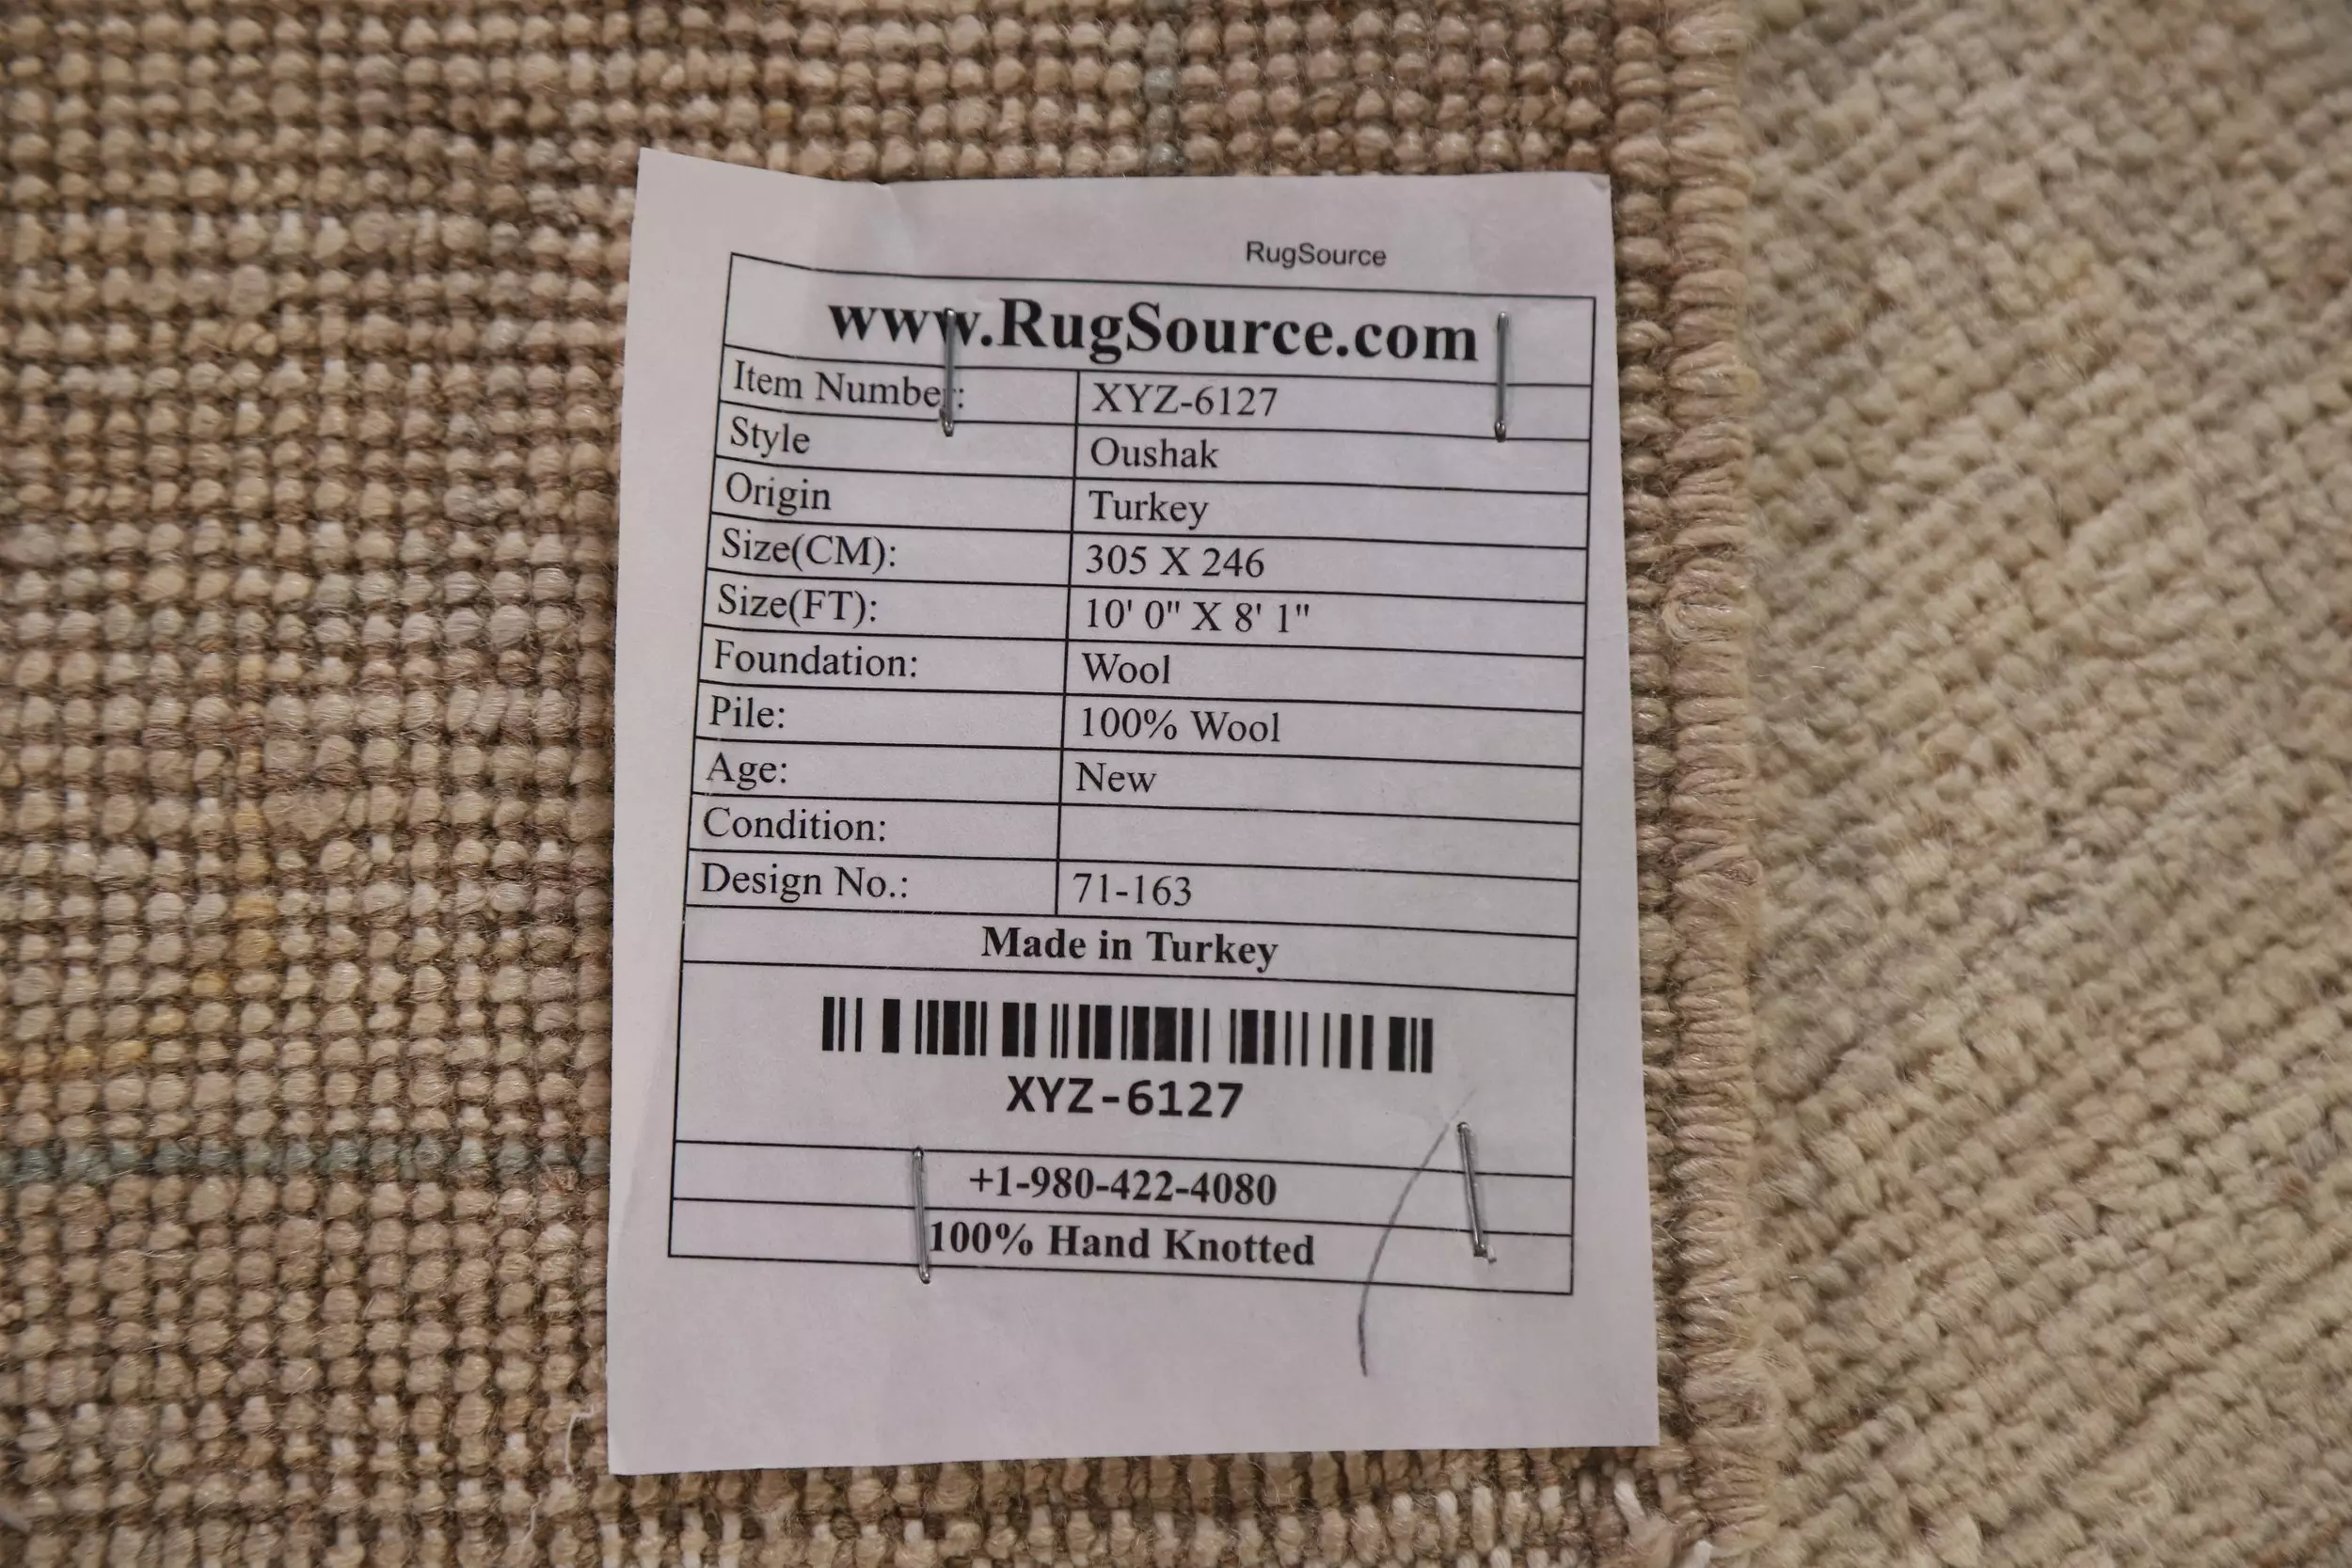 RugSource
www.RugSource.com
Item Number: XYZ-6127
Style Oushak
Origin Turkey
Size(CM): 305 X 246
Size(FT): 10' 0" X 8' 1"
Foundation: Wool
Pile: 100% Wool
Age: New
Condition:
Design No.: 71-163
Made in Turkey
XYZ-6127
+1-980-422-4080
100% Hand Knotted